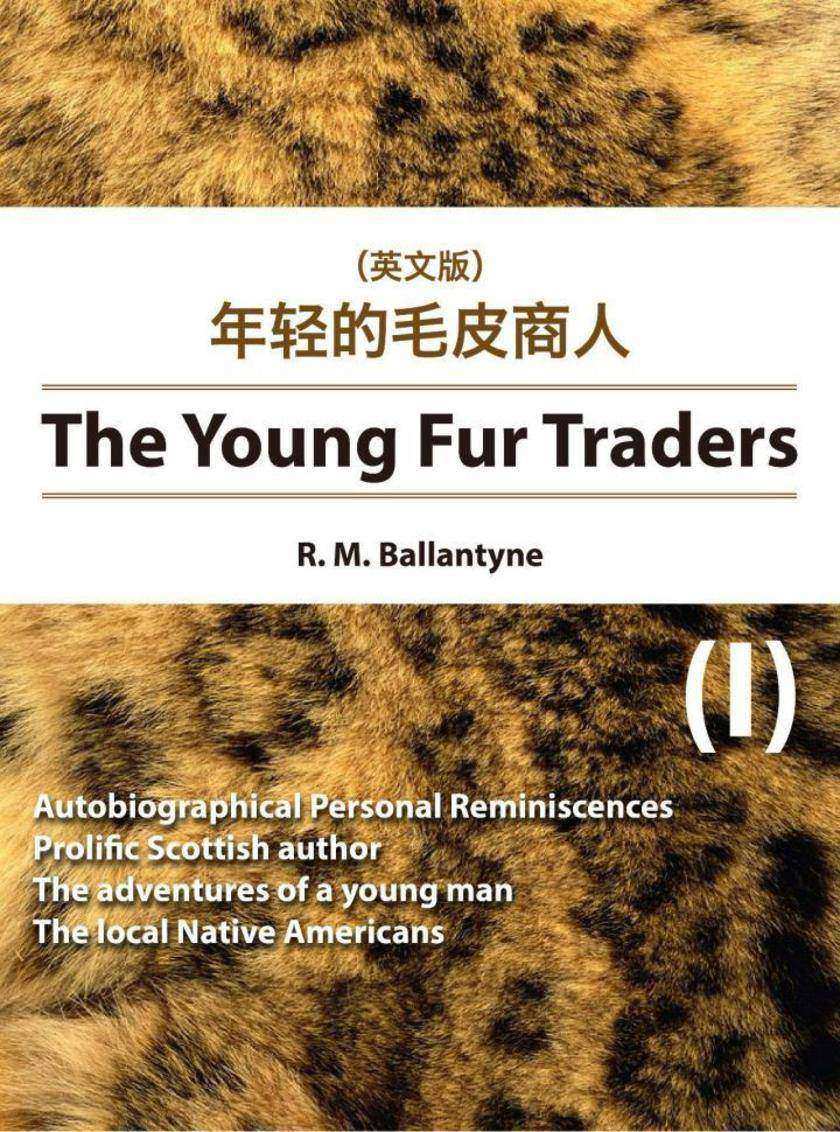 （英文版）
年轻的毛皮商人
The Young Fur Traders
R. M. Ballantyne
(I)
Autobiographical Personal Reminiscences
Prolific Scottish author
The adventures of a young man
The local Native Americans